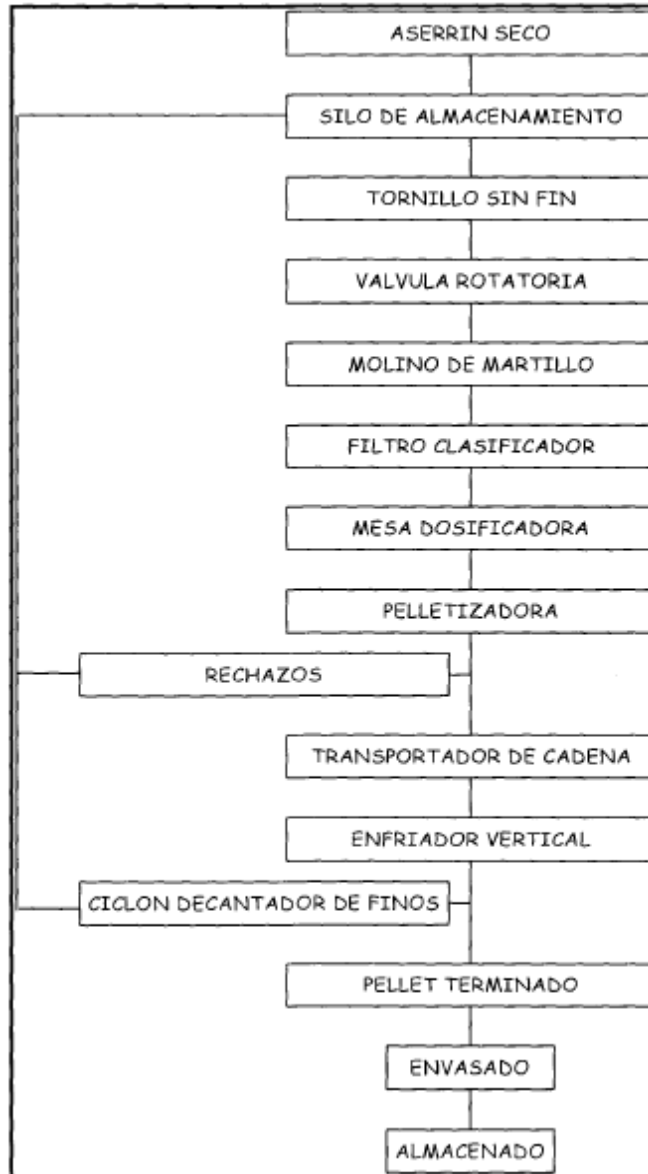 ASERRIN SECO
SILO DE ALMACENAMIENTO
TORNILLO SIN FIN
VALVULA ROTATORIA
MOLINO DE MARTILLO
FILTRO CLASIFICADOR
MESA DOSIFICADORA
PELLETIZADORA
RECHAZOS
TRANSPORTADOR DE CADENA
ENFRIADOR VERTICAL
CICLON DECANTADOR DE FINOS
PELLET TERMINADO
ENVASADO
ALMACENADO